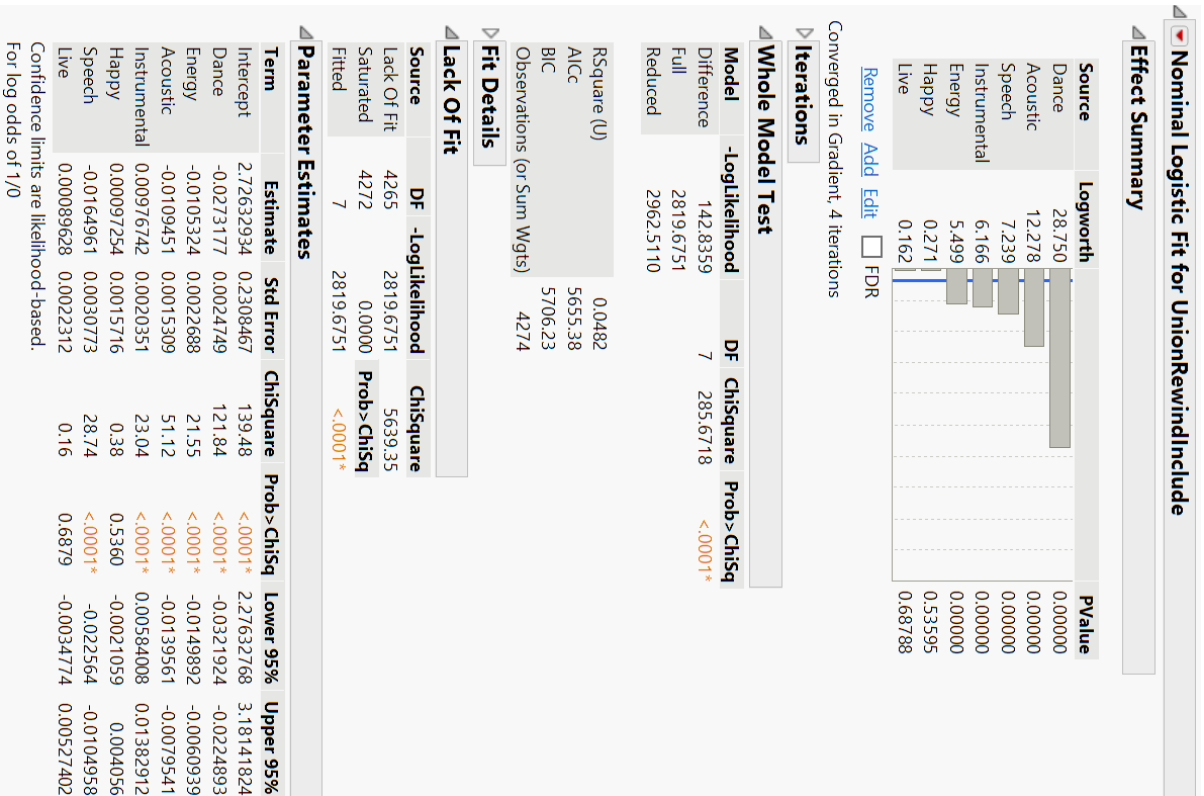 Nominal Logistic Fit for UnionRewindInclude
Effect Summary
Source Logworth PValue
Dance 28.750 0.00000
Acoustic 12.278 0.00000
Speech 7.239 0.00000
Instrumental 6.166 0.00000
Energy 5.499 0.00000
Happy 0.271 0.53595
Live 0.162 0.68788
Remove Add Edit FDR
Converged in Gradient, 4 iterations
Iterations
Whole Model Test
Model -LogLikelihood DF ChiSquare Prob>ChiSq
Difference 142.8359 7 285.6718 <.0001*
Full 2819.6751
Reduced 2962.5110
RSquare (U) 0.0482
AICc 5655.38
BIC 5706.23
Observations (or Sum Wgts) 4274
Fit Details
Lack Of Fit
Source DF -LogLikelihood ChiSquare
Lack Of Fit 4265 2819.6751 5639.35
Saturated 4272 0.0000 Prob>ChiSq
Fitted 7 2819.6751 <.0001*
Parameter Estimates
Term Estimate Std Error ChiSquare Prob>ChiSq Lower 95% Upper 95%
Intercept 2.72632934 0.2308467 139.48 <.0001* 2.27632768 3.18141824
Dance -0.0273177 0.0024749 121.84 <.0001* -0.0321924 -0.0224893
Energy -0.0105324 0.0022688 21.55 <.0001* -0.0149892 -0.0060939
Acoustic -0.0109451 0.0015309 51.12 <.0001* -0.0139561 -0.0079541
Instrumental 0.00976742 0.0020351 23.04 <.0001* 0.00584008 0.01382912
Happy 0.00097254 0.0015716 0.38 0.5360 -0.0021059 0.004056
Speech -0.0164961 0.0030773 28.74 <.0001* -0.022564 -0.0104958
Live 0.00089628 0.0022312 0.16 0.6879 -0.0034774 0.00527402
Confidence limits are likelihood-based.
For log odds of 1/0